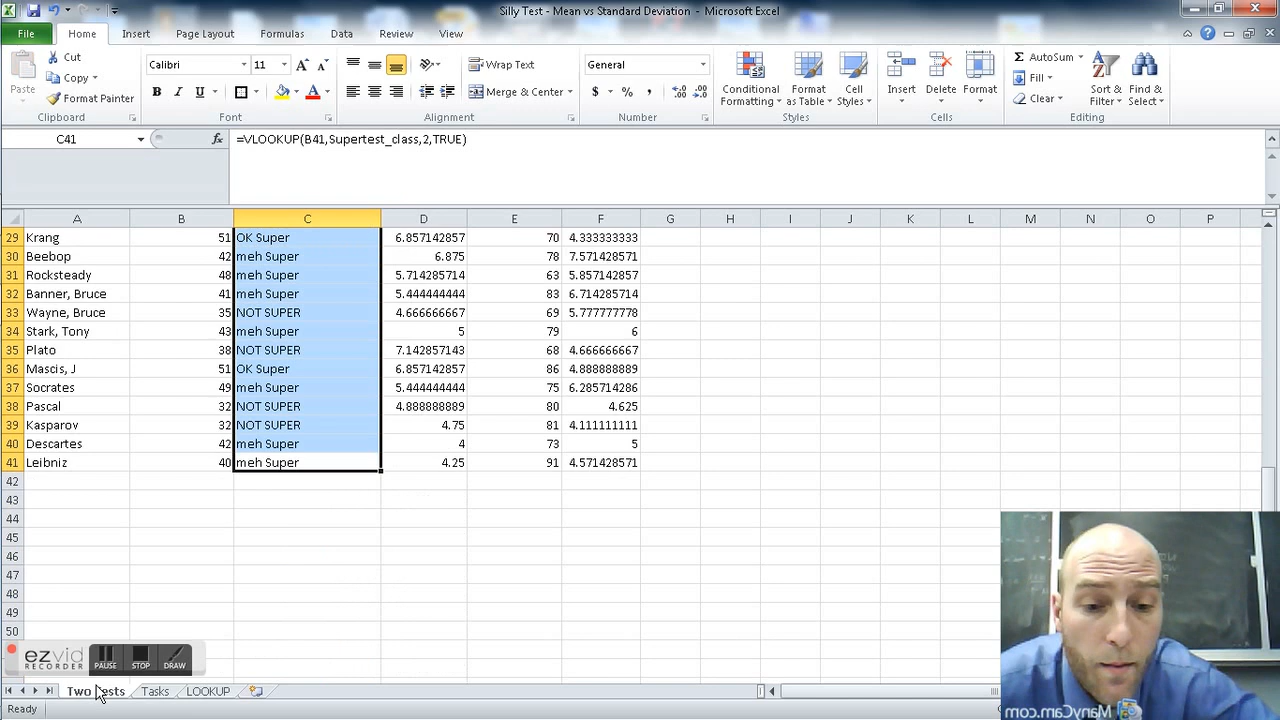 Silly Test - Mean vs Standard Deviation - Microsoft Excel
File Home Insert Page Layout Formulas Data Review View
Paste Cut Copy Format Painter
Calibri 11
B I U
Wrap Text
Merge & Center
General
$ % ,
Conditional Formatting Format as Table Cell Styles
Insert Delete Format
AutoSum Fill Clear
Sort & Filter Find & Select
Clipboard Font Alignment Number Styles Cells Editing
C41 fx =VLOOKUP(B41,Supertest_class,2,TRUE)
A B C D E F G H I J K L M N O P
29 Krang 51 OK Super 6.857142857 70 4.333333333
30 Beebop 42 meh Super 6.875 78 7.571428571
31 Rocksteady 48 meh Super 5.714285714 63 5.857142857
32 Banner, Bruce 41 meh Super 5.444444444 83 6.714285714
33 Wayne, Bruce 35 NOT SUPER 4.666666667 69 5.777777778
34 Stark, Tony 43 meh Super 5 79 6
35 Plato 38 NOT SUPER 7.142857143 68 4.666666667
36 Mascis, J 51 OK Super 6.857142857 86 4.888888889
37 Socrates 49 meh Super 5.444444444 75 6.285714286
38 Pascal 32 NOT SUPER 4.888888889 80 4.625
39 Kasparov 32 NOT SUPER 4.75 81 4.111111111
40 Descartes 42 meh Super 4 73 5
41 Leibniz 40 meh Super 4.25 91 4.571428571
42
43
44
45
46
47
48
49
50
ezvid RECORDER PAUSE STOP DRAW
Two Tests Tasks LOOKUP
Ready
ManyCam.com